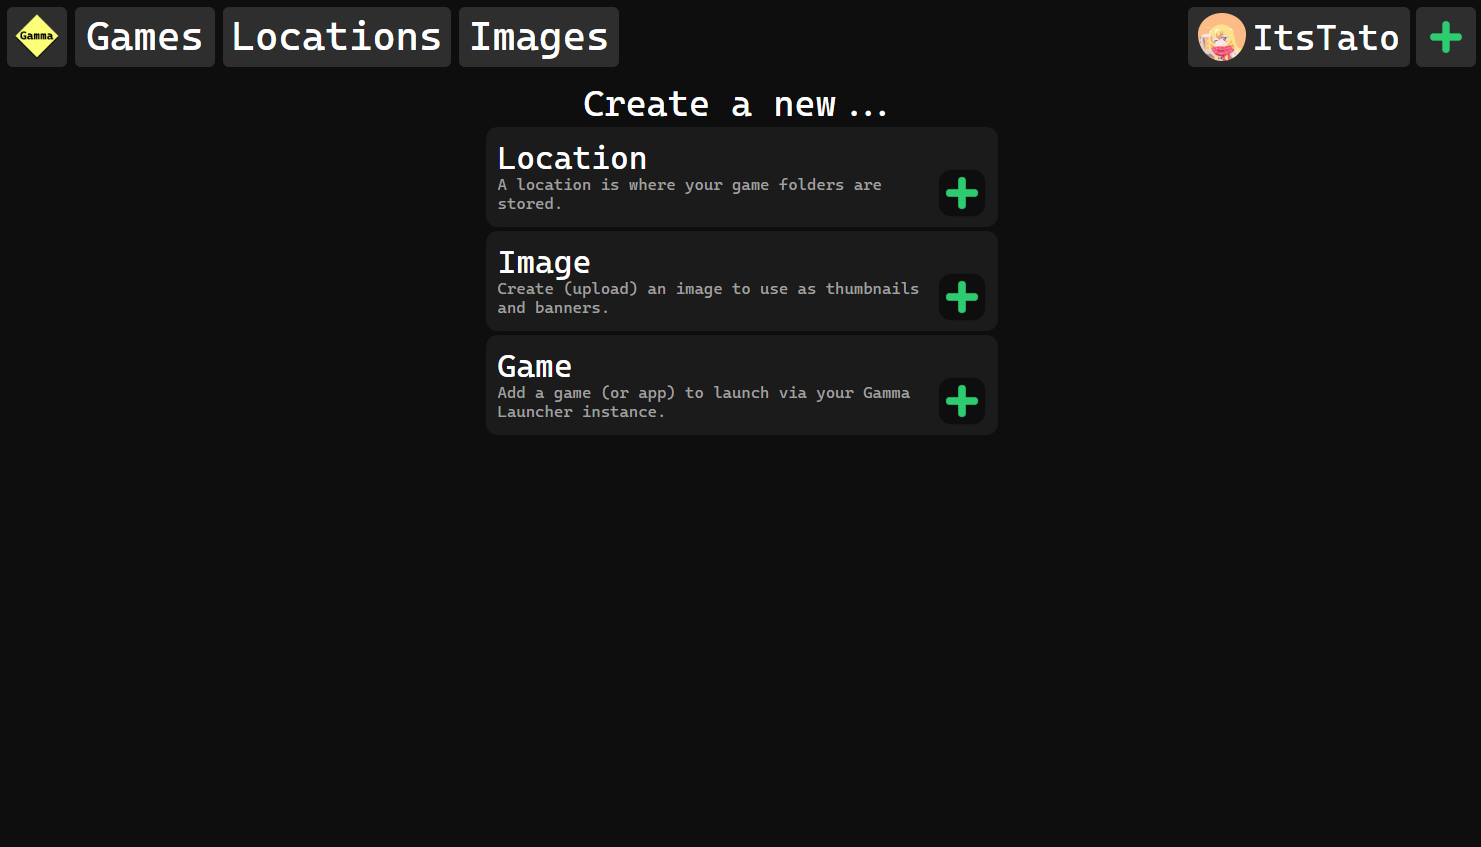 Gamma
Games
Locations
Images
ItsTato
Create a new ...
Location
A location is where your game folders are
stored.
Image
Create (upload) an image to use as thumbnails
and banners.
Game
Add a game (or app) to launch via your Gamma
Launcher instance.